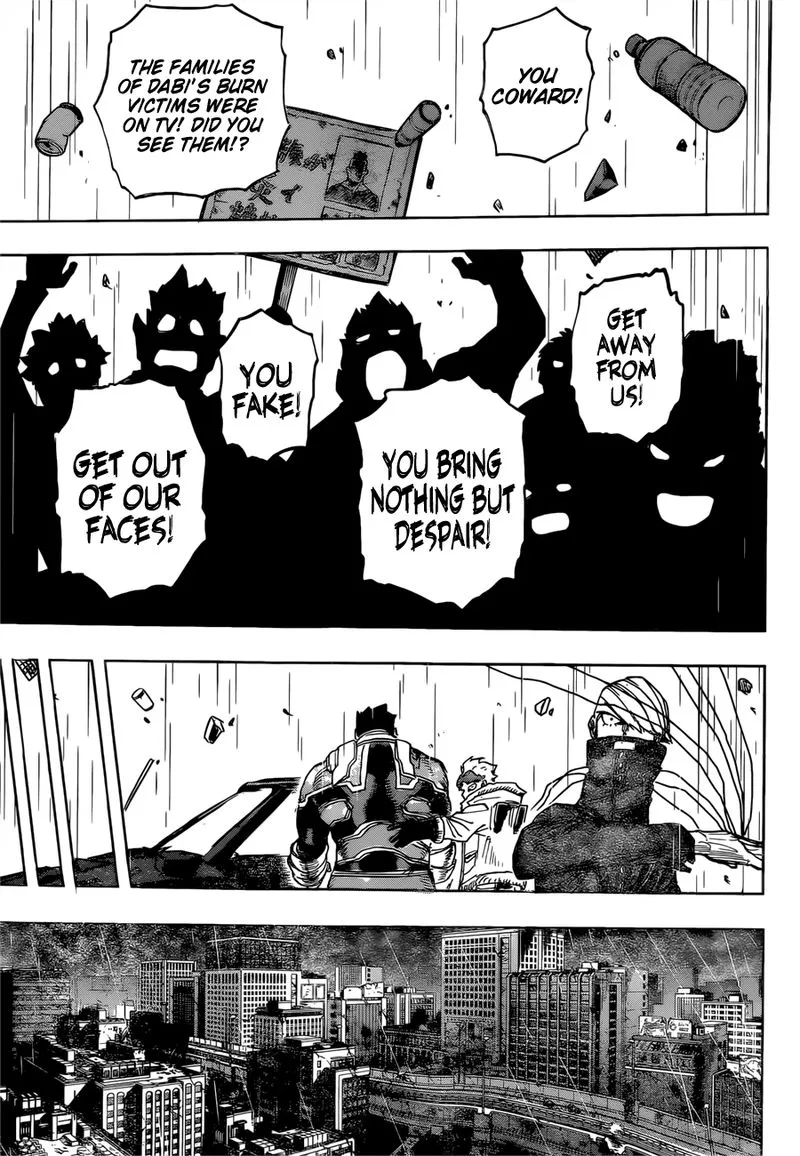 YOU
COWARD!
THE FAMILIES
OF DABI'S BURN
VICTIMS WERE
ON TV! DID YOU
SEE THEM!?
GET
AWAY
FROM
US!
YOU
FAKE!
YOU BRING
NOTHING BUT
DESPAIR!
GET OUT
OF OUR
FACES!